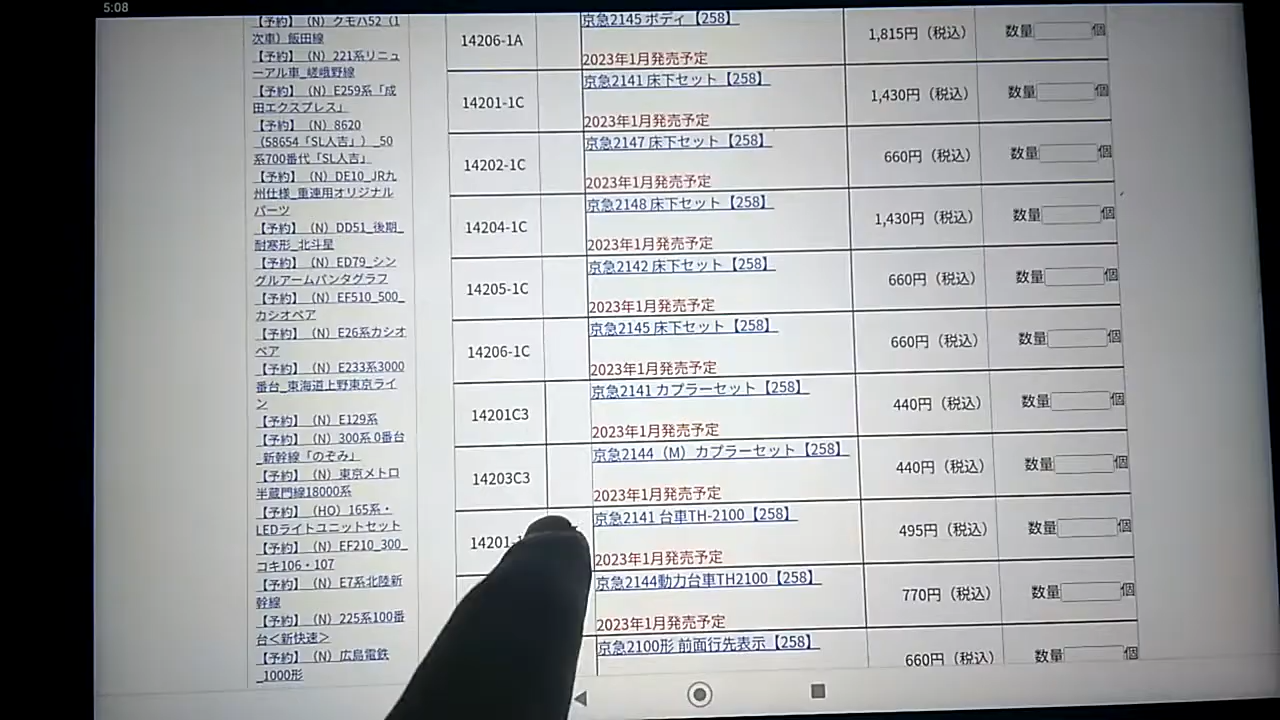 5:08
【予約】（N）クモハ52（1
次車）飯田線
【予約】（N）221系リニュ
ーアル車_嵯峨野線
【予約】（N）E259系「成
田エクスプレス」
【予約】（N）8620
（58654「SL人吉」）_50
系700番代「SL人吉」
【予約】（N）DE10_JR九
州仕様_重連用オリジナル
パーツ
【予約】（N）DD51_後期_
耐寒形_北斗星
【予約】（N）ED79_シン
グルアームパンタグラフ
【予約】（N）EF510_500_
カシオペア
【予約】（N）E26系カシオ
ペア
【予約】（N）E233系3000
番台_東海道上野東京ライ
ン
【予約】（N）E129系
【予約】（N）300系 0番台
_新幹線「のぞみ」
【予約】（N）東京メトロ
半蔵門線18000系
【予約】（HO）165系・
LEDライトユニットセット
【予約】（N）EF210_300_
コキ106・107
【予約】（N）E7系北陸新
幹線
【予約】（N）225系100番
台<新快速>
【予約】（N）広島電鉄
_1000形
14206-1A 京急2145 ボディ【258】 1,815円（税込） 数量 個
2023年1月発売予定
14201-1C 京急2141 床下セット【258】 1,430円（税込） 数量 個
2023年1月発売予定
14202-1C 京急2147 床下セット【258】 660円（税込） 数量 個
2023年1月発売予定
14204-1C 京急2148 床下セット【258】 1,430円（税込） 数量 個
2023年1月発売予定
14205-1C 京急2142 床下セット【258】 660円（税込） 数量 個
2023年1月発売予定
14206-1C 京急2145 床下セット【258】 660円（税込） 数量 個
2023年1月発売予定
14201C3 京急2141 カプラーセット【258】 440円（税込） 数量 個
2023年1月発売予定
14203C3 京急2144（M）カプラーセット【258】 440円（税込） 数量 個
2023年1月発売予定
14201- 京急2141 台車TH-2100【258】 495円（税込） 数量 個
2023年1月発売予定
京急2144動力台車TH2100【258】 770円（税込） 数量 個
2023年1月発売予定
京急2100形 前面行先表示【258】 660円（税込） 数量 個